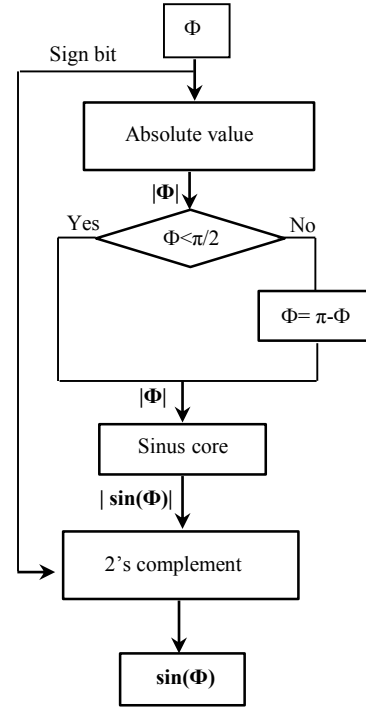 Φ
Sign bit
Absolute value
|Φ|
Yes
No
Φ<π/2
Φ= π-Φ
|Φ|
Sinus core
| sin(Φ)|
2’s complement
sin(Φ)